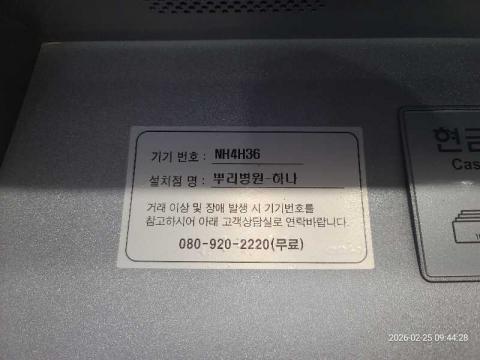 기기 번호 : NH4H36
설치점 명 : 뿌리병원-하나
거래 이상 및 장애 발생 시 기기번호를
참고하시어 아래 고객상담실로 연락바랍니다.
080-920-2220(무료)
현금
Cas
2026-02-25 09:44:28